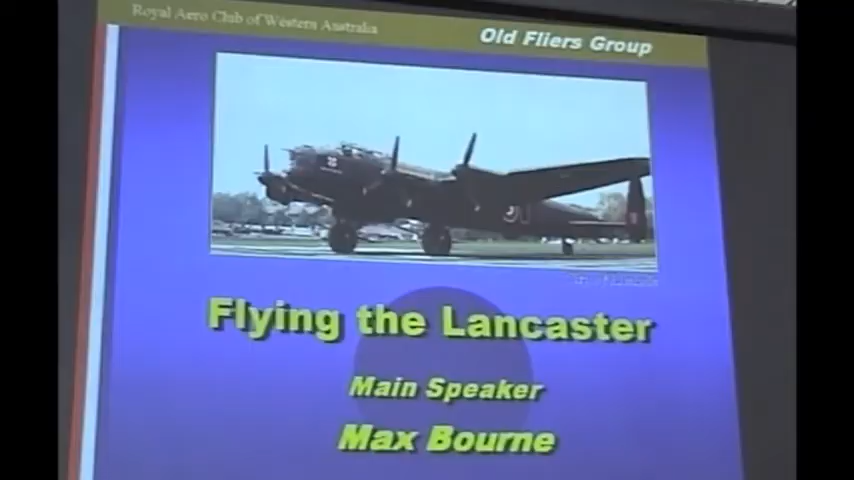 Royal Aero Club of Western Australia
Old Fliers Group
Flying the Lancaster
Main Speaker
Max Bourne